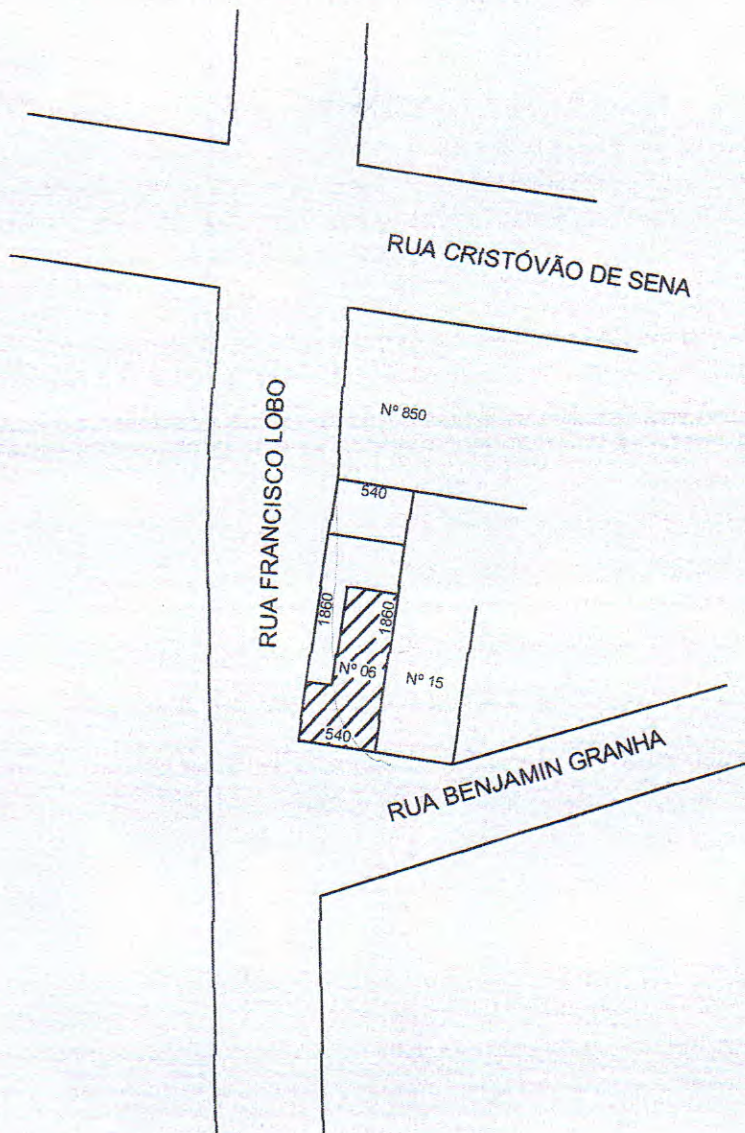 RUA CRISTÓVÃO DE SENA
Nº 850
RUA FRANCISCO LOBO
540
1860
1860
Nº 06
Nº 15
540
RUA BENJAMIN GRANHA